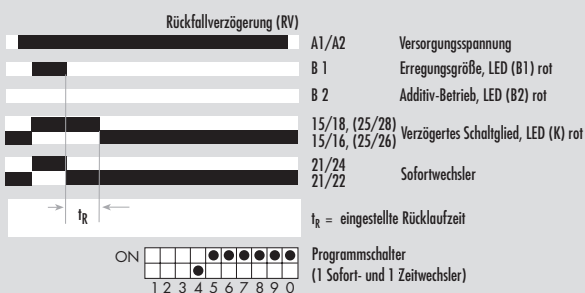 Rückfallverzögerung (RV)
A1/A2 Versorgungsspannung
B 1 Erregungsgröße, LED (B1) rot
B 2 Additiv-Betrieb, LED (B2) rot
15/18, (25/28)
15/16, (25/26) Verzögertes Schaltglied, LED (K) rot
21/24
21/22 Sofortwechsler
tR
tR = eingestellte Rücklaufzeit
ON Programmschalter
(1 Sofort- und 1 Zeitwechsler)
1 2 3 4 5 6 7 8 9 0